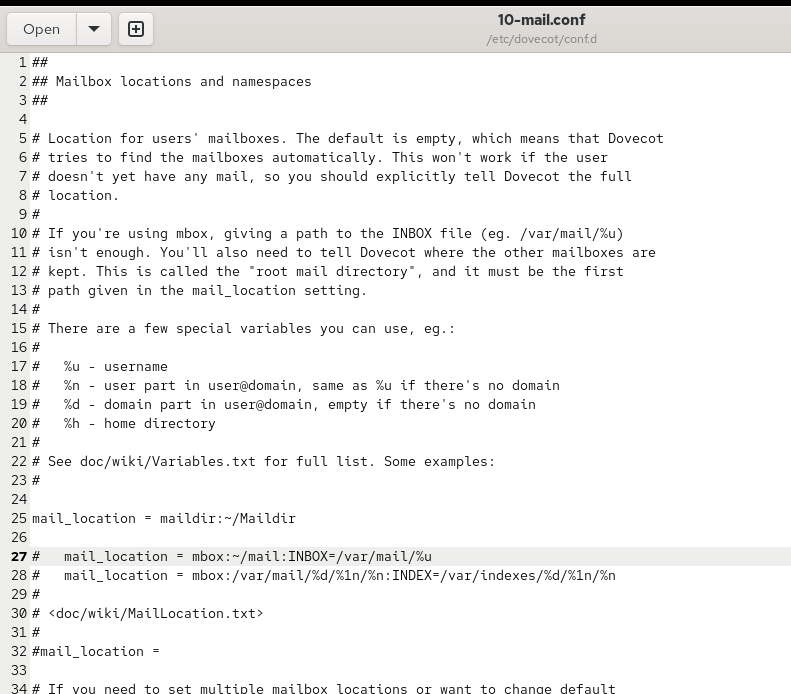 Open
10-mail.conf
/etc/dovecot/conf.d
1 ##
2 ## Mailbox locations and namespaces
3 ##
4
5 # Location for users' mailboxes. The default is empty, which means that Dovecot
6 # tries to find the mailboxes automatically. This won't work if the user
7 # doesn't yet have any mail, so you should explicitly tell Dovecot the full
8 # location.
9 #
10 # If you're using mbox, giving a path to the INBOX file (eg. /var/mail/%u)
11 # isn't enough. You'll also need to tell Dovecot where the other mailboxes are
12 # kept. This is called the "root mail directory", and it must be the first
13 # path given in the mail_location setting.
14 #
15 # There are a few special variables you can use, eg.:
16 #
17 #   %u - username
18 #   %n - user part in user@domain, same as %u if there's no domain
19 #   %d - domain part in user@domain, empty if there's no domain
20 #   %h - home directory
21 #
22 # See doc/wiki/Variables.txt for full list. Some examples:
23 #
24
25 mail_location = maildir:~/Maildir
26
27 #   mail_location = mbox:~/mail:INBOX=/var/mail/%u
28 #   mail_location = mbox:/var/mail/%d/%1n/%n:INDEX=/var/indexes/%d/%1n/%n
29 #
30 # <doc/wiki/MailLocation.txt>
31 #
32 #mail_location =
33
34 # If you need to set multiple mailbox locations or want to change default